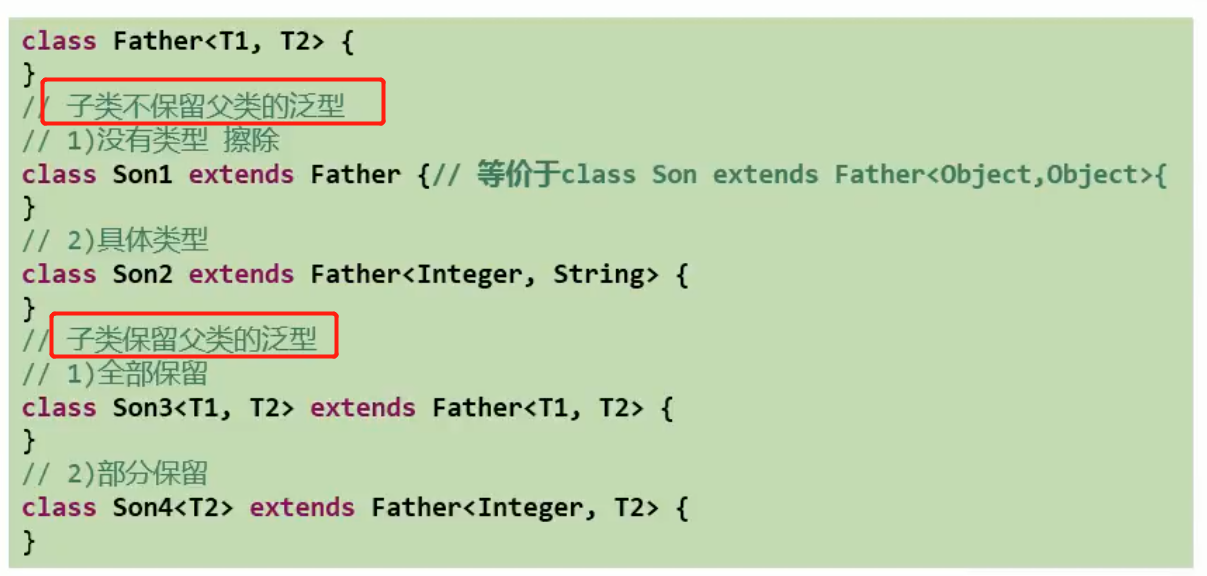 class Father<T1, T2> {
}
// 子类不保留父类的泛型
// 1)没有类型 擦除
class Son1 extends Father {// 等价于class Son extends Father<Object,Object>{
}
// 2)具体类型
class Son2 extends Father<Integer, String> {
}
// 子类保留父类的泛型
// 1)全部保留
class Son3<T1, T2> extends Father<T1, T2> {
}
// 2)部分保留
class Son4<T2> extends Father<Integer, T2> {
}